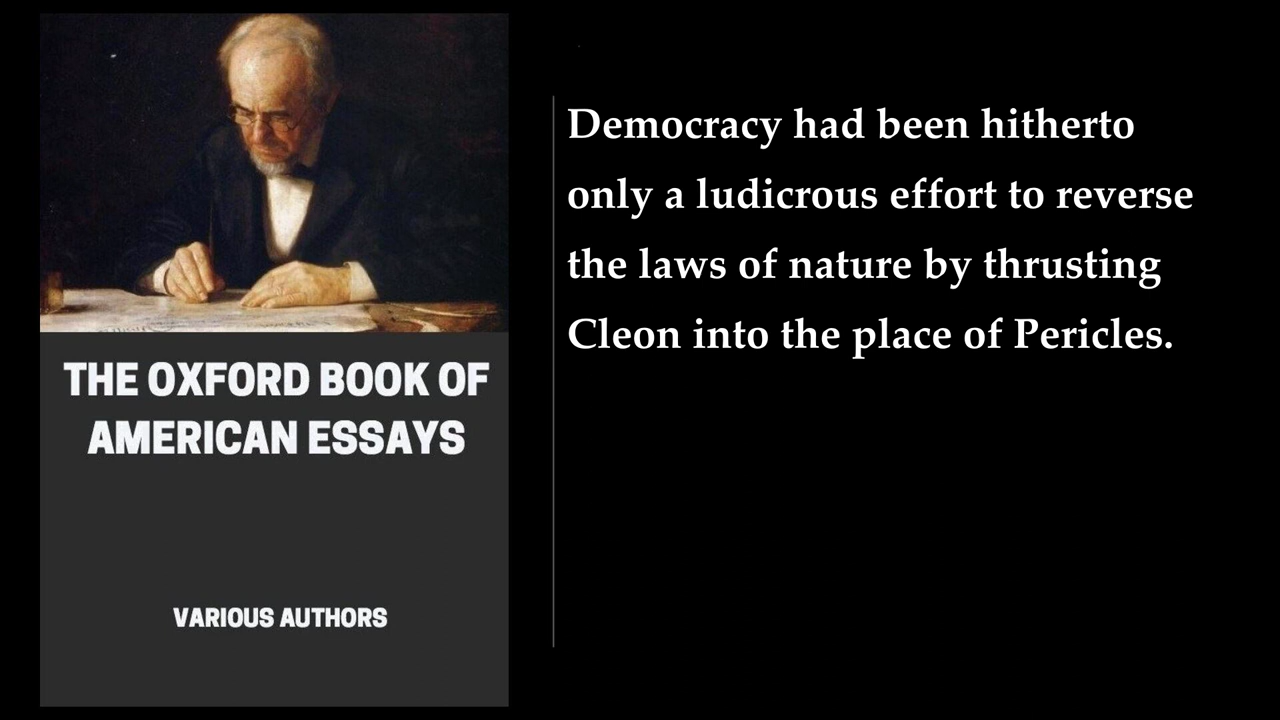 THE OXFORD BOOK OF
AMERICAN ESSAYS
VARIOUS AUTHORS
Democracy had been hitherto
only a ludicrous effort to reverse
the laws of nature by thrusting
Cleon into the place of Pericles.